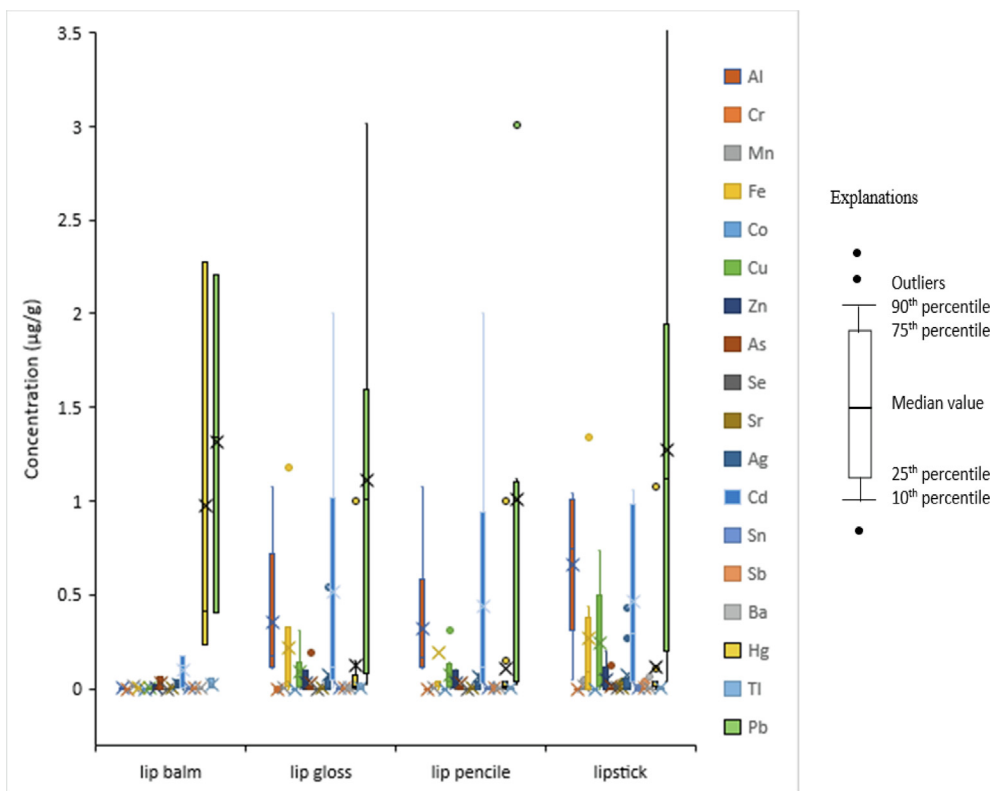 3.5
3
2.5
2
1.5
1
0.5
0
Concentration (µg/g)
lip balm
lip gloss
lip pencile
lipstick
Al
Cr
Mn
Fe
Co
Cu
Zn
As
Se
Sr
Ag
Cd
Sn
Sb
Ba
Hg
Tl
Pb
Explanations
Outliers
90th percentile
75th percentile
Median value
25th percentile
10th percentile